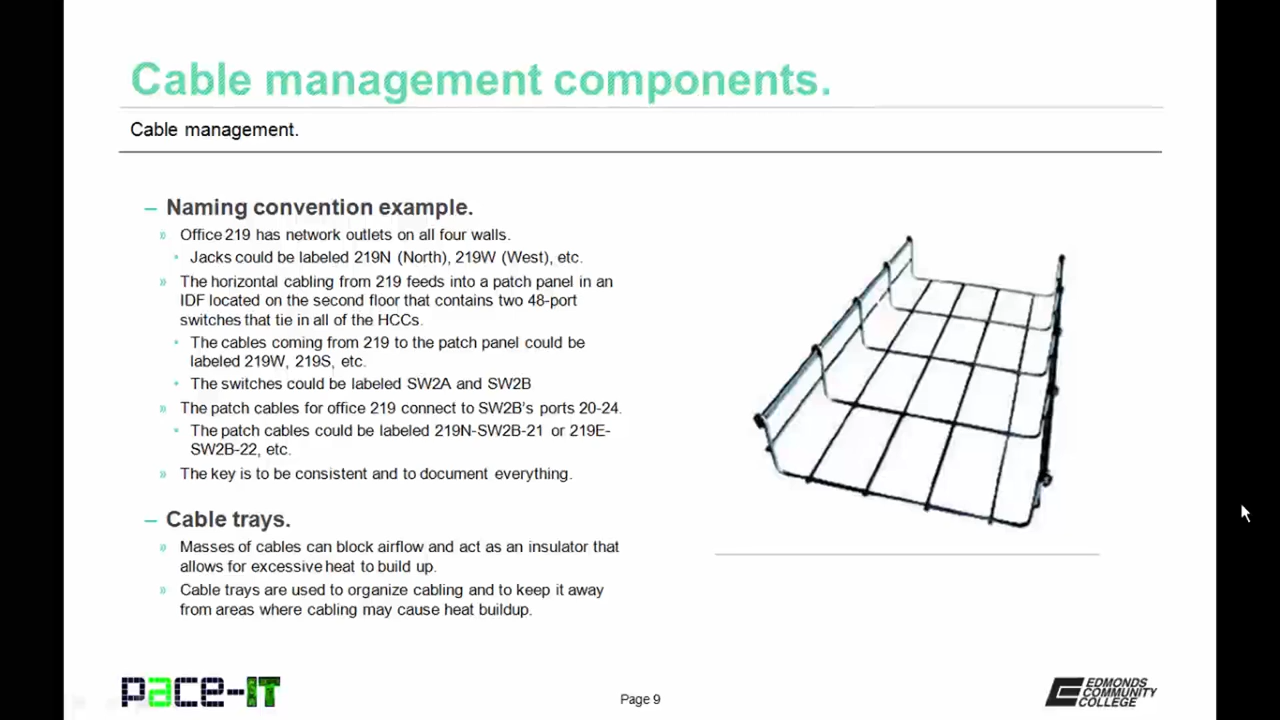 Cable management components.
Cable management.
– Naming convention example.
» Office 219 has network outlets on all four walls.
• Jacks could be labeled 219N (North), 219W (West), etc.
» The horizontal cabling from 219 feeds into a patch panel in an
IDF located on the second floor that contains two 48-port
switches that tie in all of the HCCs.
• The cables coming from 219 to the patch panel could be
labeled 219W, 219S, etc.
• The switches could be labeled SW2A and SW2B
» The patch cables for office 219 connect to SW2B's ports 20-24.
• The patch cables could be labeled 219N-SW2B-21 or 219E-
SW2B-22, etc.
» The key is to be consistent and to document everything.
– Cable trays.
» Masses of cables can block airflow and act as an insulator that
allows for excessive heat to build up.
» Cable trays are used to organize cabling and to keep it away
from areas where cabling may cause heat buildup.
pace-IT
Page 9
EDMONDS
COMMUNITY
COLLEGE